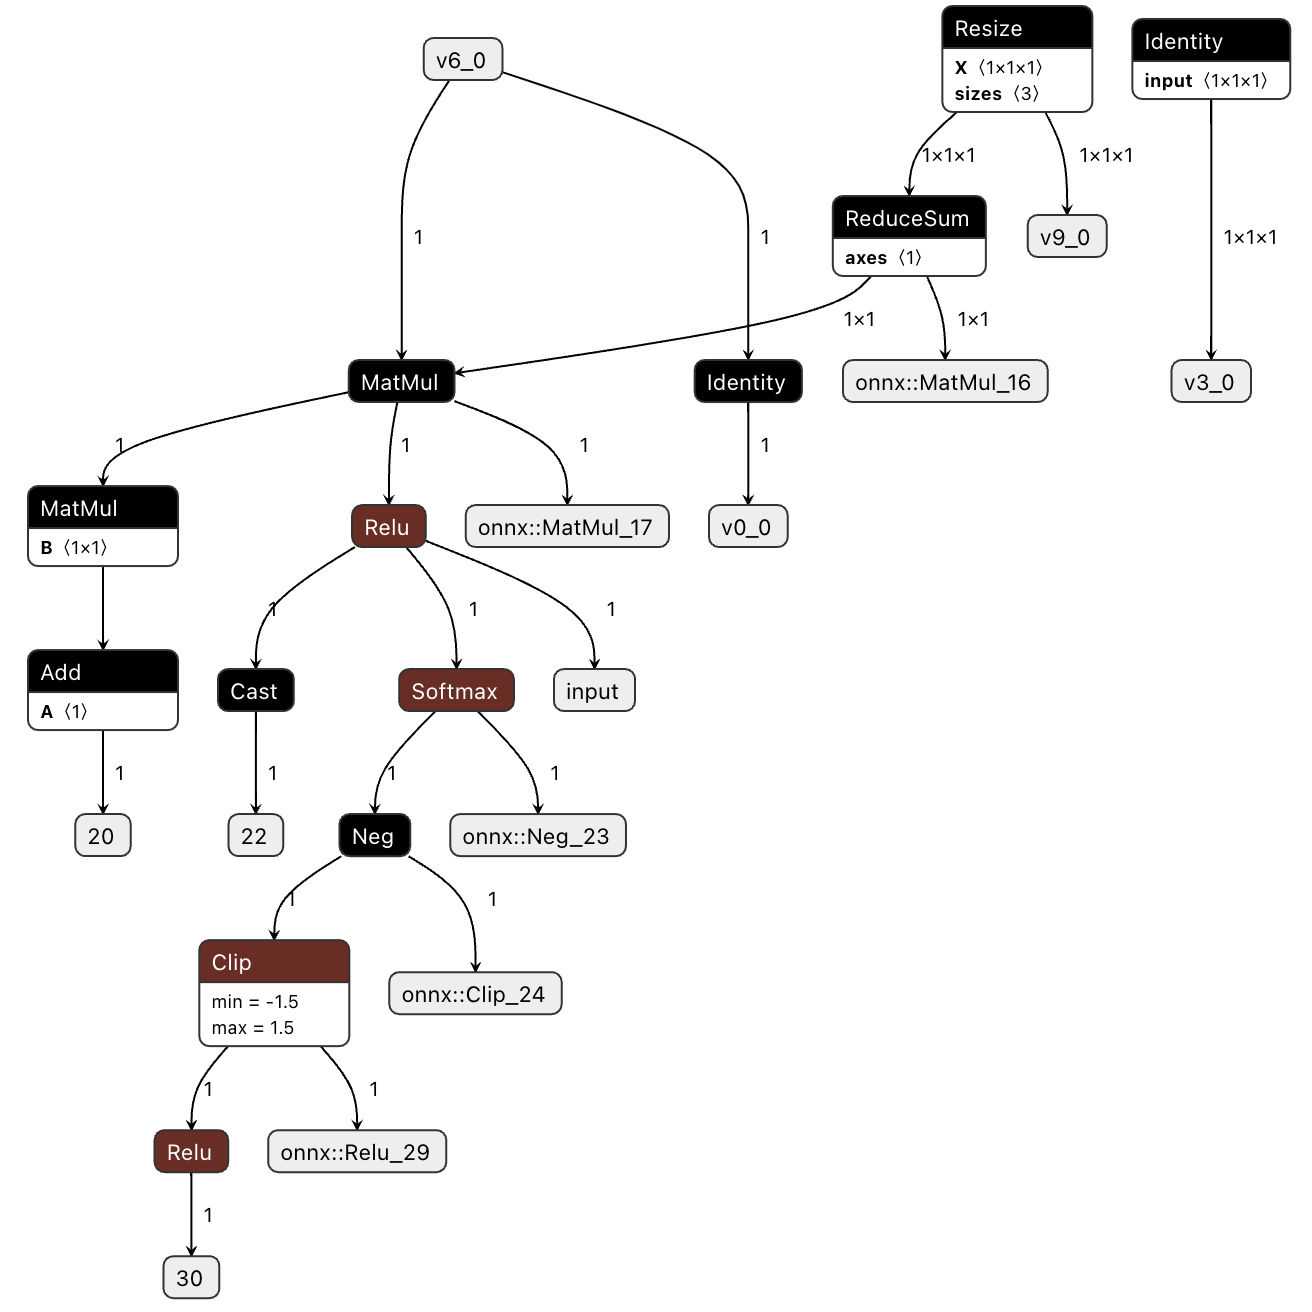 Resize
X ⟨1×1×1⟩
sizes ⟨3⟩
Identity
input ⟨1×1×1⟩
v6_0
1×1×1
1×1×1
ReduceSum
axes ⟨1⟩
v9_0
1
1
1×1×1
1×1
1×1
MatMul
Identity
onnx::MatMul_16
v3_0
1
1
1
1
MatMul
B ⟨1×1⟩
Relu
onnx::MatMul_17
v0_0
1
1
1
Add
A ⟨1⟩
Cast
Softmax
input
1
1
1
1
20
22
Neg
onnx::Neg_23
1
1
Clip
min = -1.5
max = 1.5
onnx::Clip_24
1
1
Relu
onnx::Relu_29
1
30